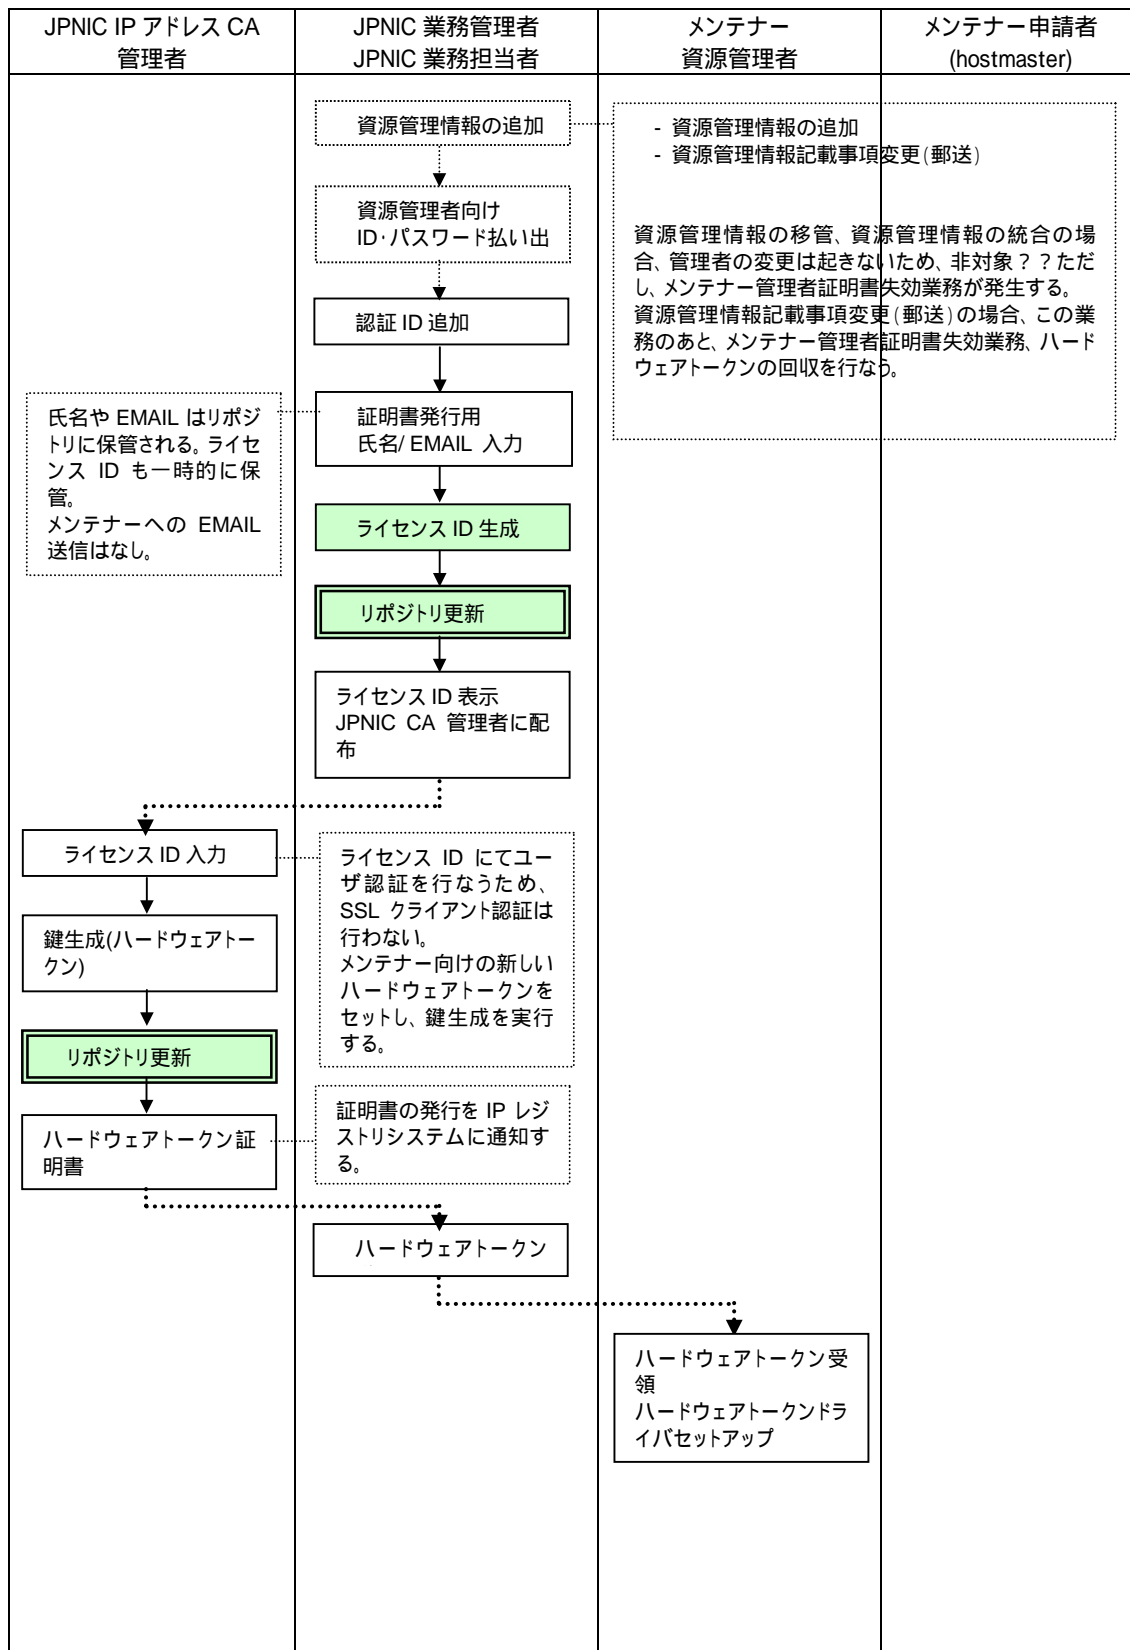 JPNIC IP アドレス CA
管理者
JPNIC 業務管理者
JPNIC 業務担当者
メンテナー
資源管理者
メンテナー申請者
(hostmaster)
資源管理情報の追加
- 資源管理情報の追加
- 資源管理情報記載事項変更(郵送)
資源管理情報の移管、資源管理情報の統合の場
合、管理者の変更は起きないため、非対象??ただ
し、メンテナー管理者証明書失効業務が発生する。
資源管理情報記載事項変更(郵送)の場合、この業
務のあと、メンテナー管理者証明書失効業務、ハード
ウェアトークンの回収を行なう。
資源管理者向け
ID・パスワード払い出
認証 ID 追加
証明書発行用
氏名/ EMAIL 入力
氏名や EMAIL はリポジ
トリに保管される。ライセ
ンス ID も一時的に保
管。
メンテナーへの EMAIL
送信はなし。
ライセンス ID 生成
リポジトリ更新
ライセンス ID 表示
JPNIC CA 管理者に配
布
ライセンス ID 入力
ライセンス ID にてユー
ザ認証を行なうため、
SSL クライアント認証は
行わない。
メンテナー向けの新しい
ハードウェアトークンを
セットし、鍵生成を実行
する。
鍵生成(ハードウェアトー
クン)
リポジトリ更新
ハードウェアトークン証
明書
証明書の発行を IP レジ
ストリシステムに通知す
る。
ハードウェアトークン
ハードウェアトークン受
領
ハードウェアトークンドラ
イバセットアップ